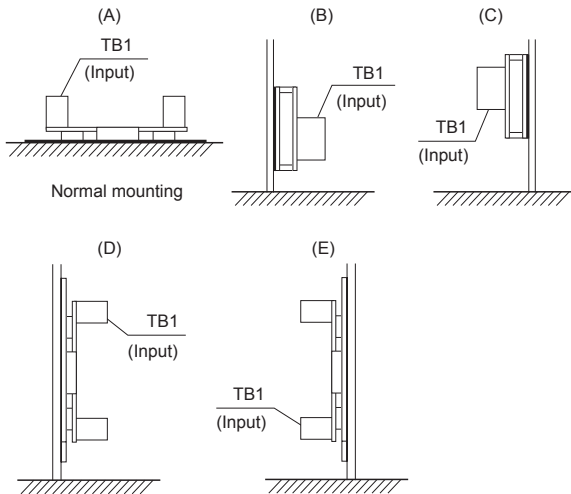 (A)
TB1
(Input)
Normal mounting
(B)
TB1
(Input)
(C)
TB1
(Input)
(D)
TB1
(Input)
(E)
TB1
(Input)